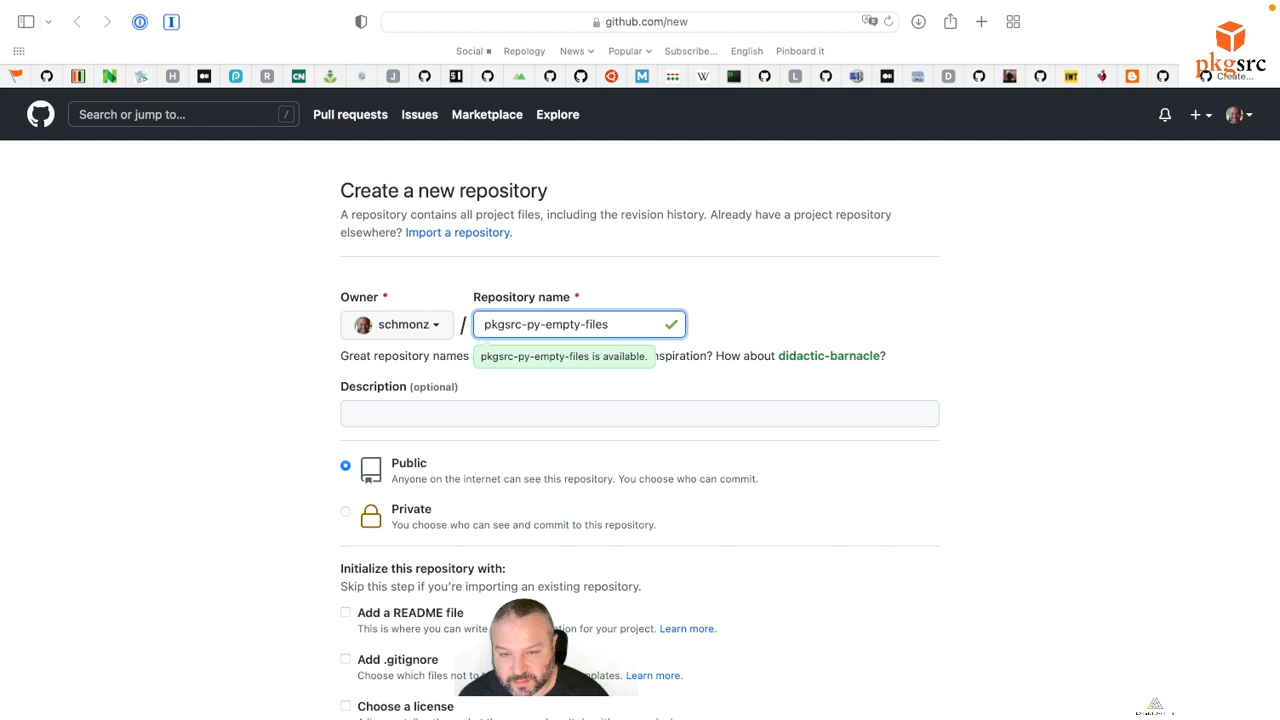 github.com/new
Social
Repology
News
Popular
Subscribe...
English
Pinboard it
pkgsrc
Create...
Search or jump to...
/
Pull requests
Issues
Marketplace
Explore
Create a new repository
A repository contains all project files, including the revision history. Already have a project repository
elsewhere? Import a repository.
Owner *
Repository name *
schmonz
/
pkgsrc-py-empty-files
Great repository names
pkgsrc-py-empty-files is available.
nspiration? How about didactic-barnacle?
Description (optional)
Public
Anyone on the internet can see this repository. You choose who can commit.
Private
You choose who can see and commit to this repository.
Initialize this repository with:
Skip this step if you're importing an existing repository.
Add a README file
This is where you can write
tion for your project. Learn more.
Add .gitignore
Choose which files not to
plates. Learn more.
Choose a license